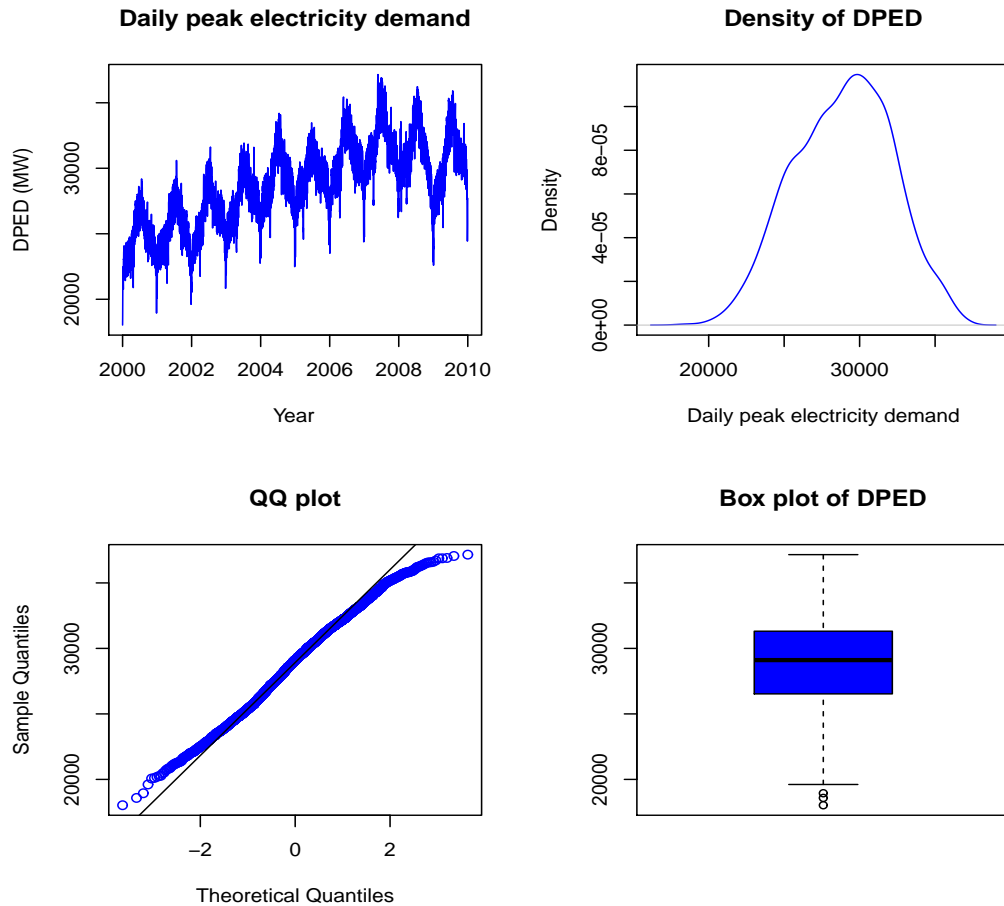 Daily peak electricity demand
DPED (MW)
20000
30000
2000 2002 2004 2006 2008 2010
Year
Density of DPED
Density
0e+00
4e−05
8e−05
20000 30000
Daily peak electricity demand
QQ plot
Sample Quantiles
20000
30000
−2 0 2
Theoretical Quantiles
Box plot of DPED
20000
30000